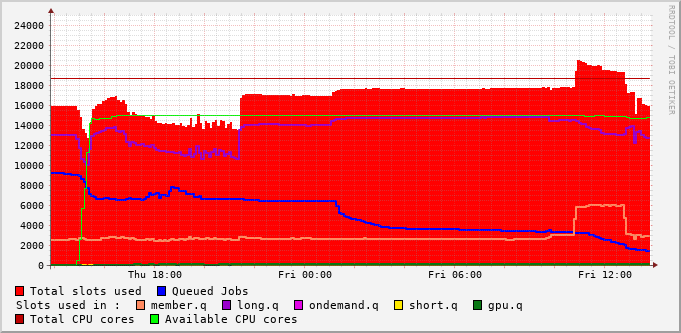 24000
22000
20000
18000
16000
14000
12000
10000
8000
6000
4000
2000
0
Thu 18:00 Fri 00:00 Fri 06:00 Fri 12:00
RRDTOOL / TOBI OETIKER
Total slots used Queued Jobs
Slots used in : member.q long.q ondemand.q short.q gpu.q
Total CPU cores Available CPU cores